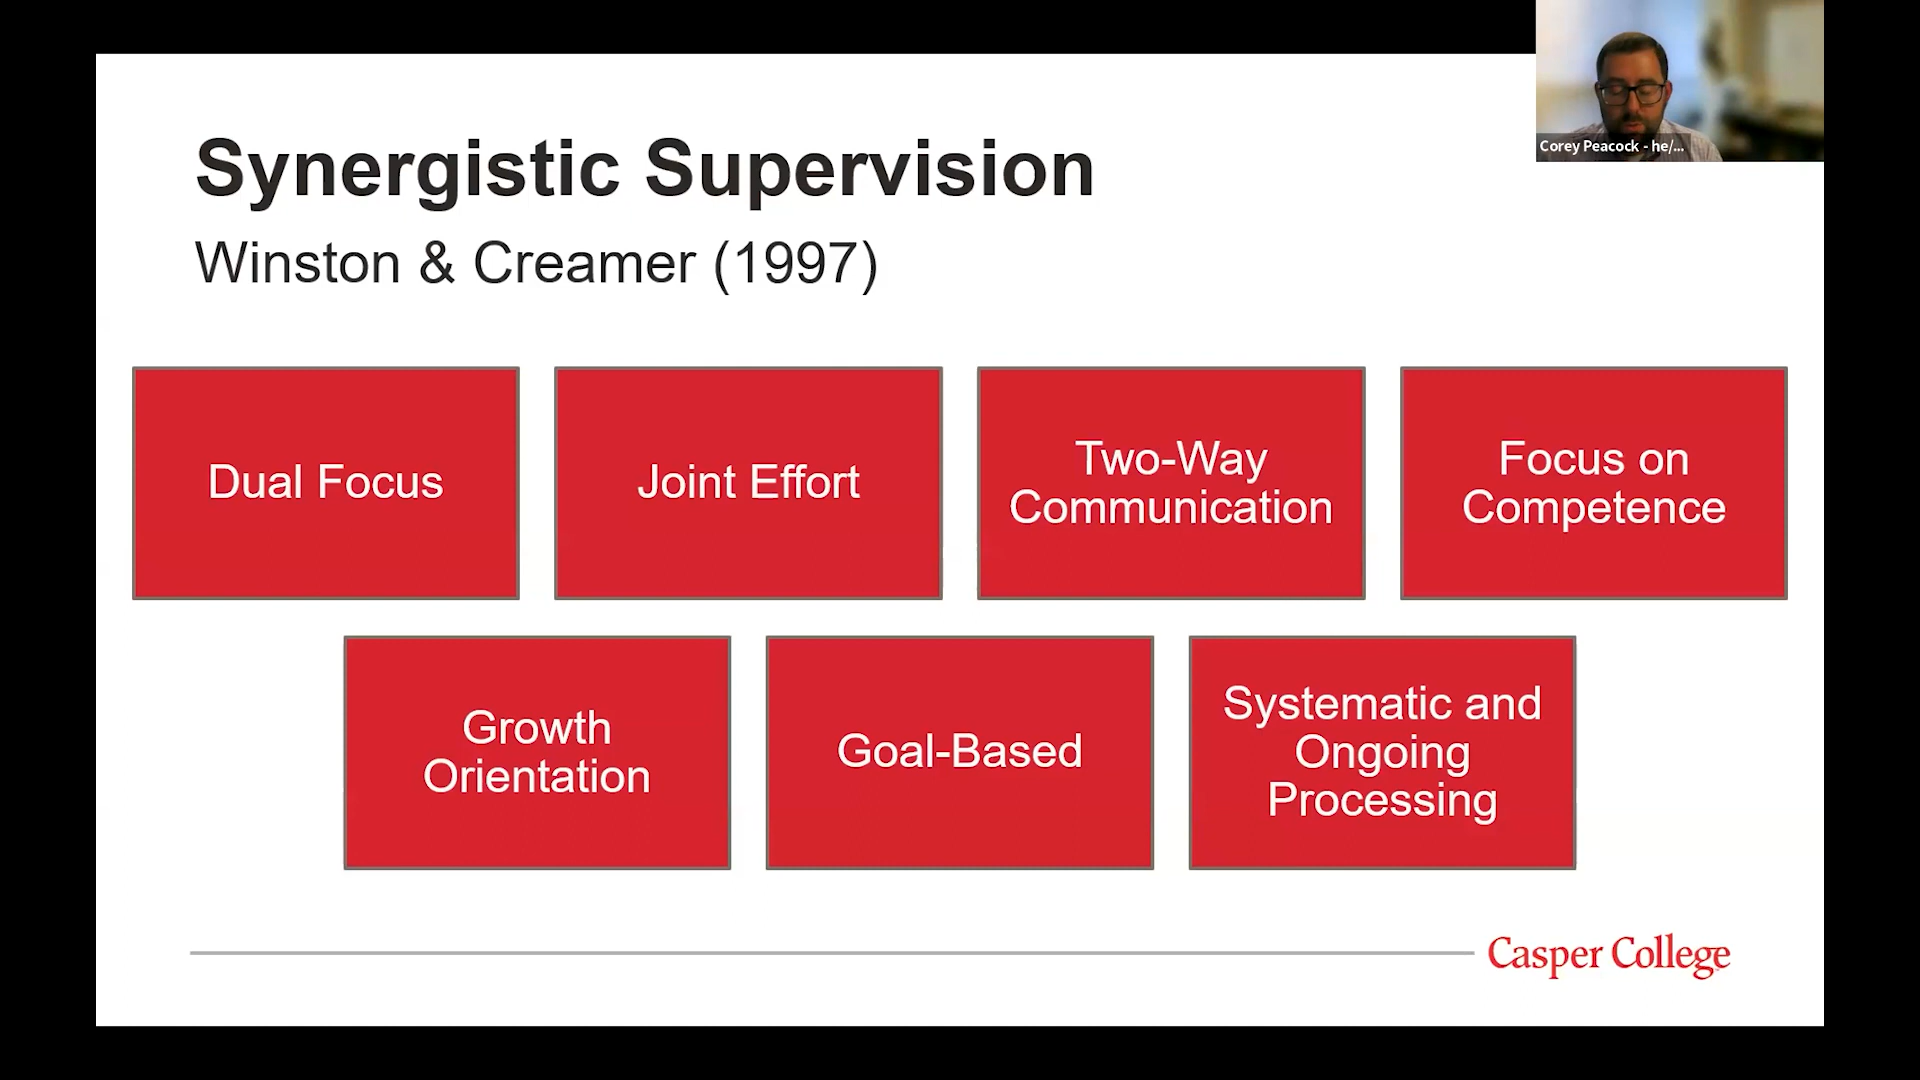 Corey Peacock - he/...
Synergistic Supervision
Winston & Creamer (1997)
Dual Focus
Joint Effort
Two-Way
Communication
Focus on
Competence
Growth
Orientation
Goal-Based
Systematic and
Ongoing
Processing
Casper College